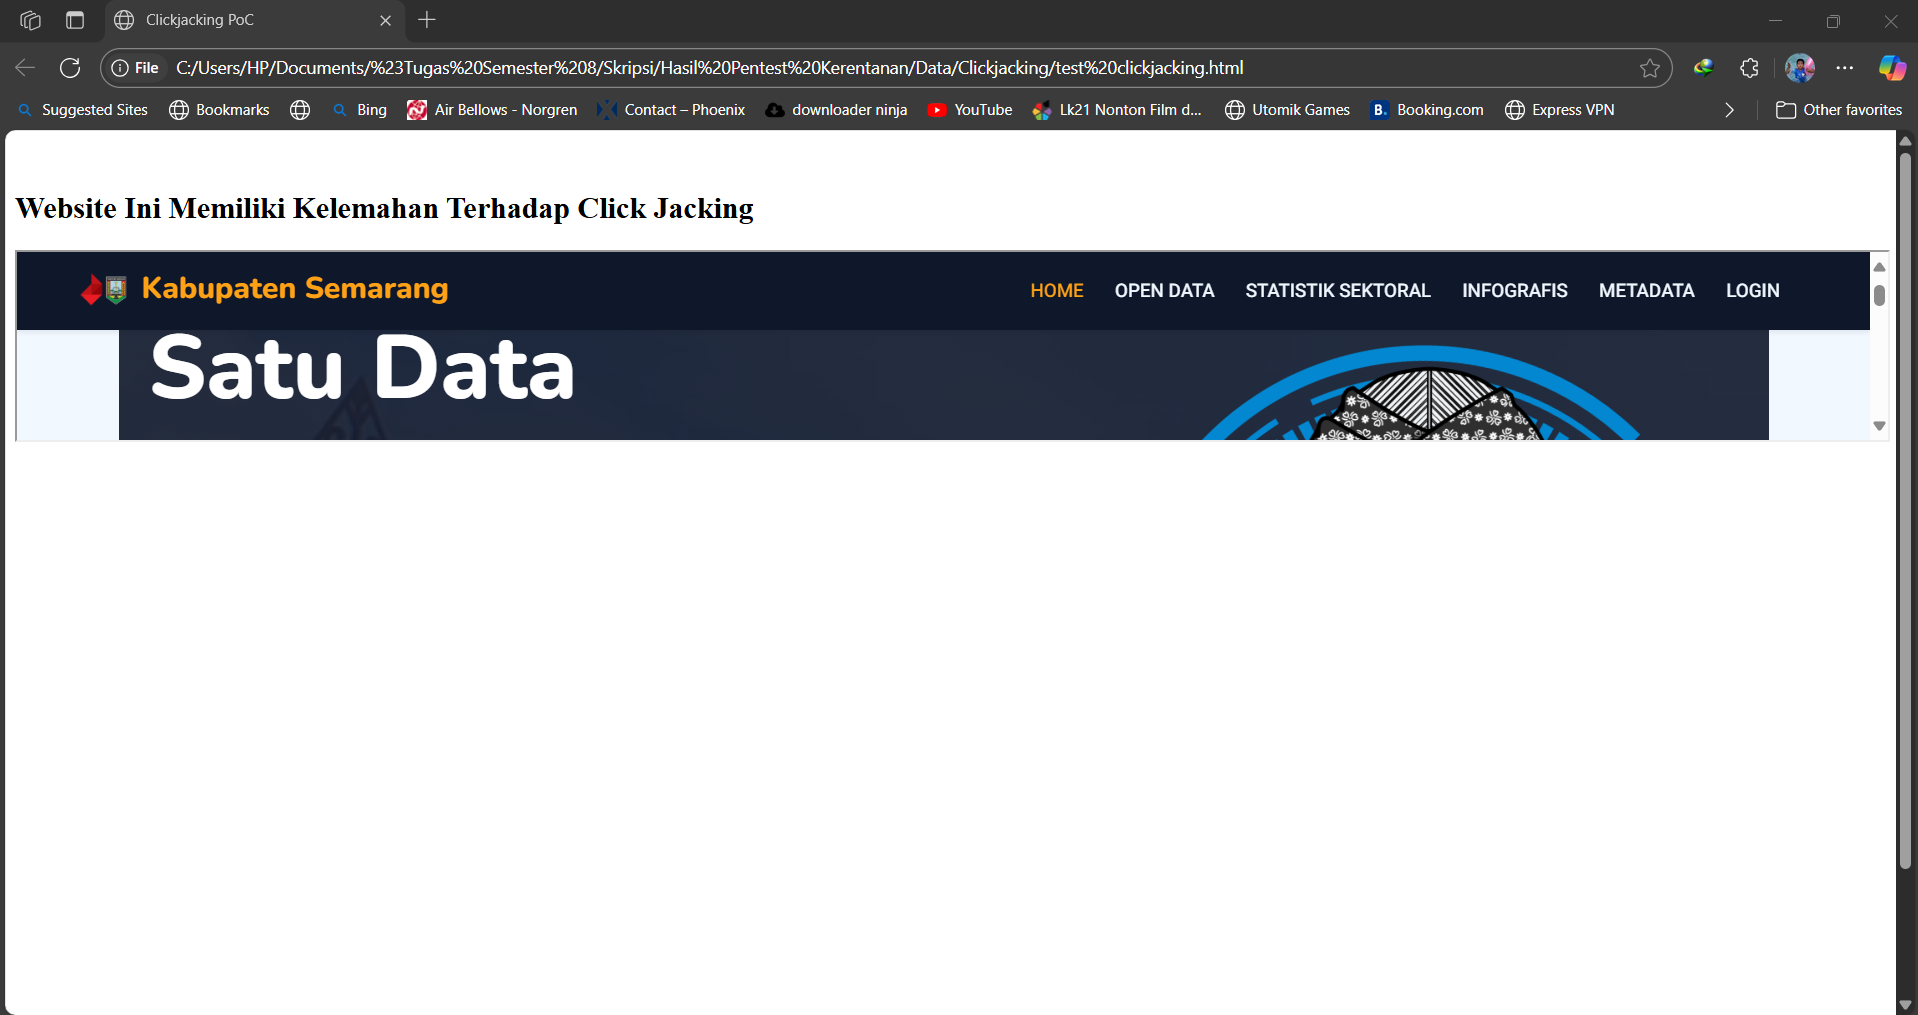 Clickjacking PoC
File C:/Users/HP/Documents/%23Tugas%20Semester%208/Skripsi/Hasil%20Pentest%20Kerentanan/Data/Clickjacking/test%20clickjacking.html
Suggested Sites Bookmarks Bing Air Bellows - Norgren Contact – Phoenix downloader ninja YouTube Lk21 Nonton Film d... Utomik Games B. Booking.com Express VPN Other favorites
Website Ini Memiliki Kelemahan Terhadap Click Jacking
Kabupaten Semarang HOME OPEN DATA STATISTIK SEKTORAL INFOGRAFIS METADATA LOGIN
Satu Data